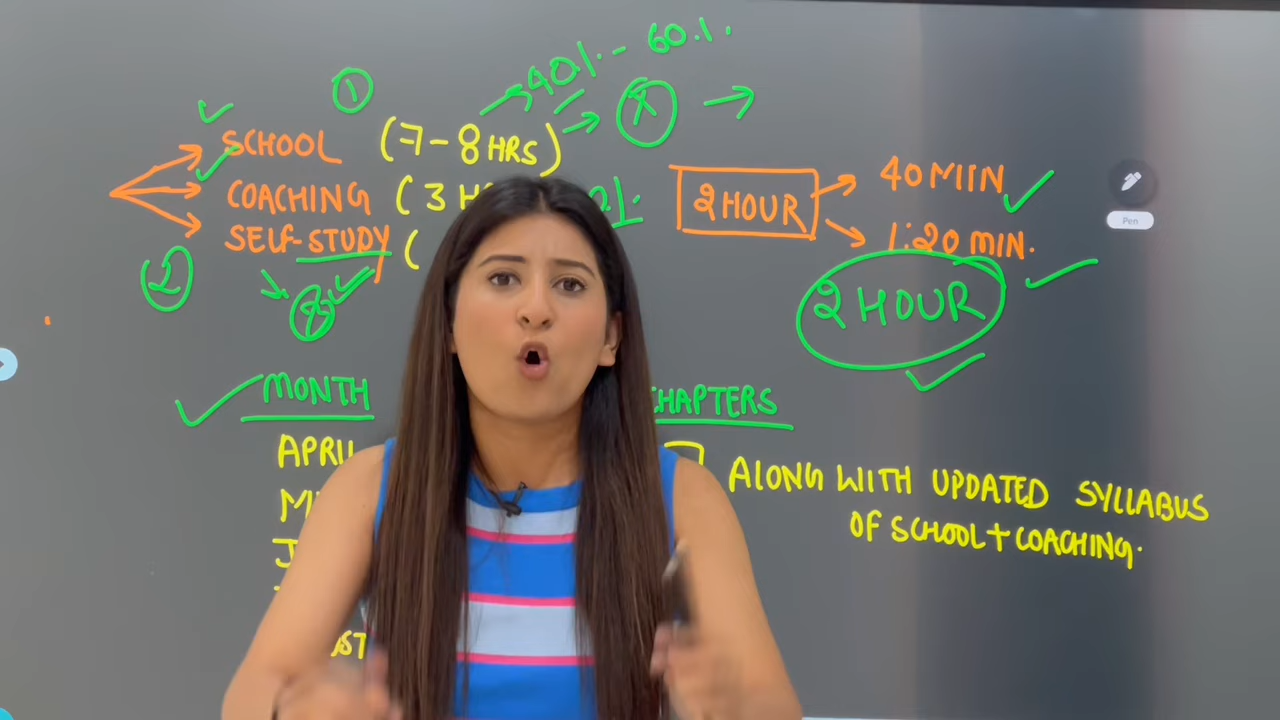 ①
40%. - 60%.
SCHOOL (7-8 HRS)
COACHING (3 H
SELF-STUDY (
②
2 HOUR
40 MIN
1:20 MIN.
2 HOUR
MONTH
CHAPTERS
APRIL
ALONG WITH UPDATED SYLLABUS
OF SCHOOL + COACHING.
Pen